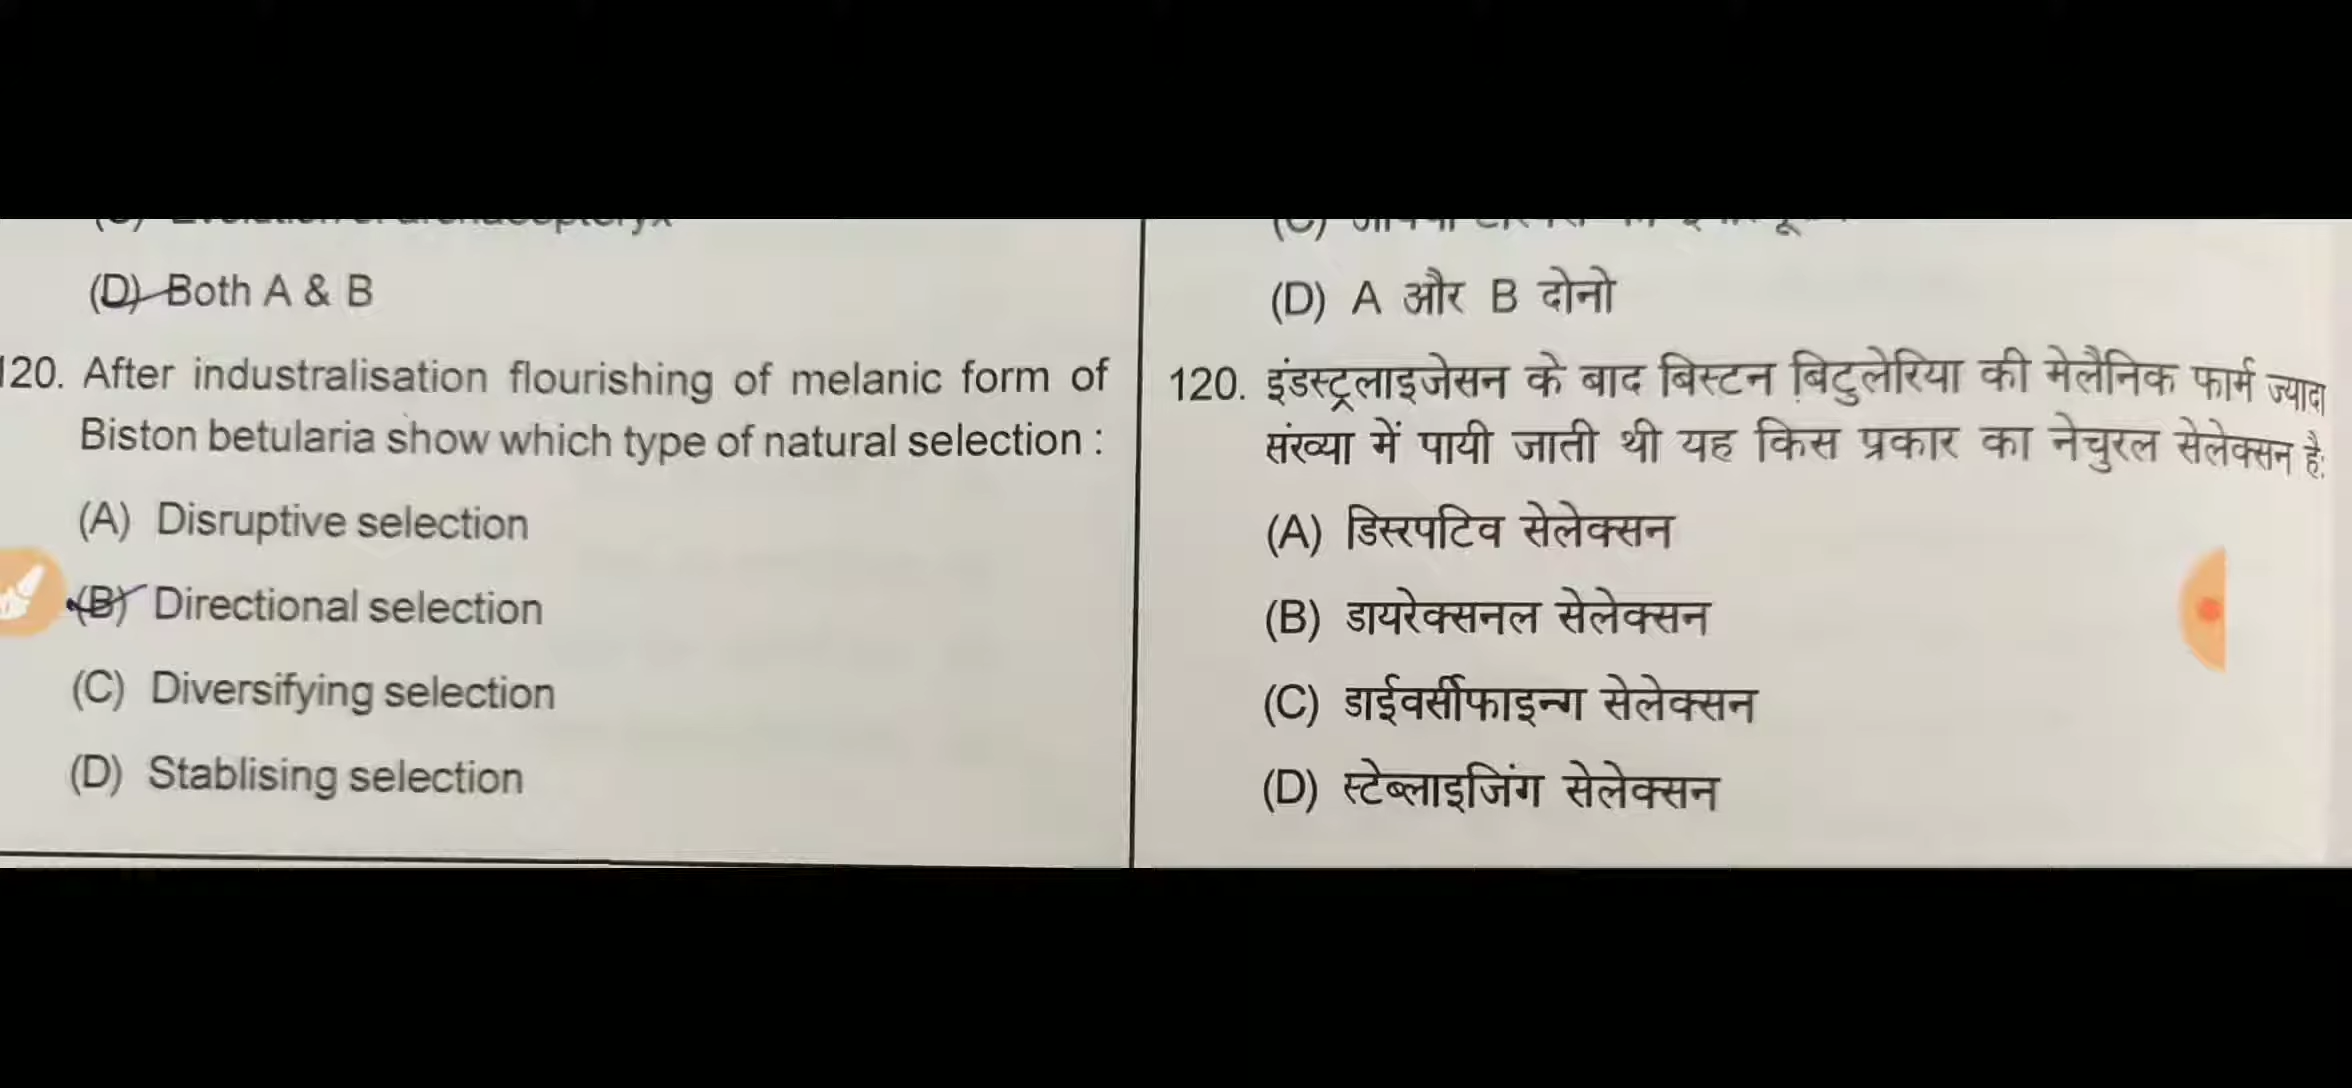 (D) Both A & B
120. After industralisation flourishing of melanic form of
Biston betularia show which type of natural selection :
(A) Disruptive selection
(B) Directional selection
(C) Diversifying selection
(D) Stablising selection
(D) A और B दोनो
120. इंडस्ट्रलाइजेसन के बाद बिस्टन बिटुलेरिया की मेलैनिक फार्म ज्यादा
संख्या में पायी जाती थी यह किस प्रकार का नेचुरल सेलेक्सन है:
(A) डिस्रपटिव सेलेक्सन
(B) डायरेक्सनल सेलेक्सन
(C) डाईवर्सीफाइन्ग सेलेक्सन
(D) स्टेब्लाइजिंग सेलेक्सन